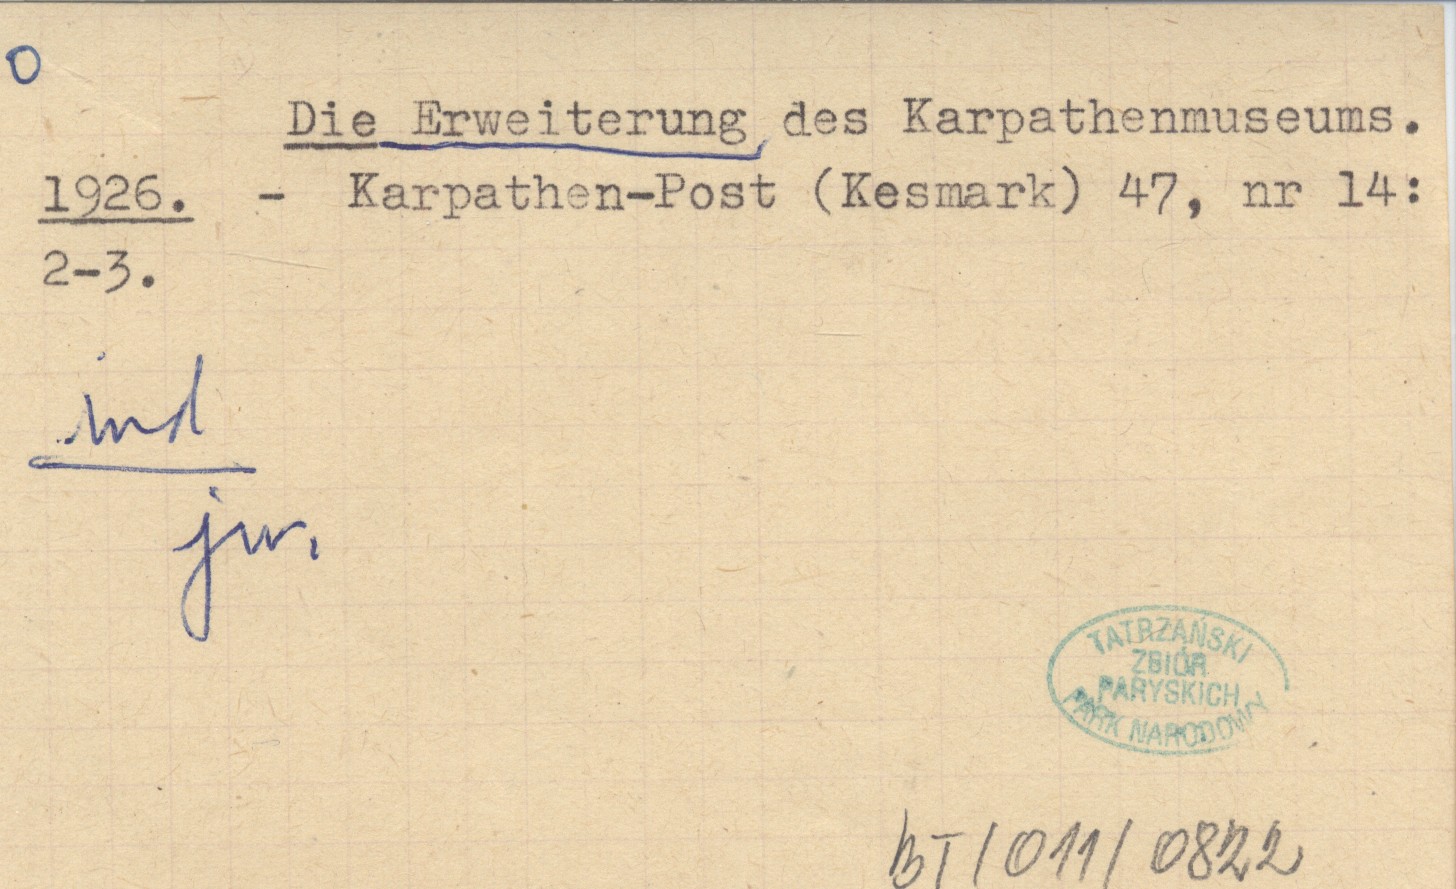 O
Die Erweiterung des Karpathenmuseums.
1926. - Karpathen-Post (Kesmark) 47, nr 14:
2-3.
ind
jw.
TATRZAŃSKI
ZBIÓR
PARYSKICH
PARK NARODOWY
BT/011/0822